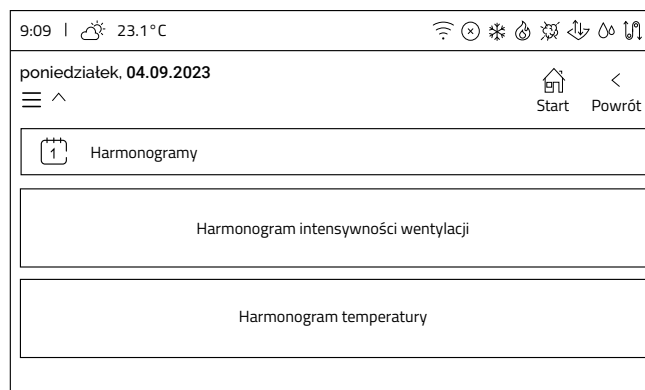 9:09 | 23.1°C
poniedziałek, 04.09.2023
Start Powrót
1 Harmonogramy
Harmonogram intensywności wentylacji
Harmonogram temperatury